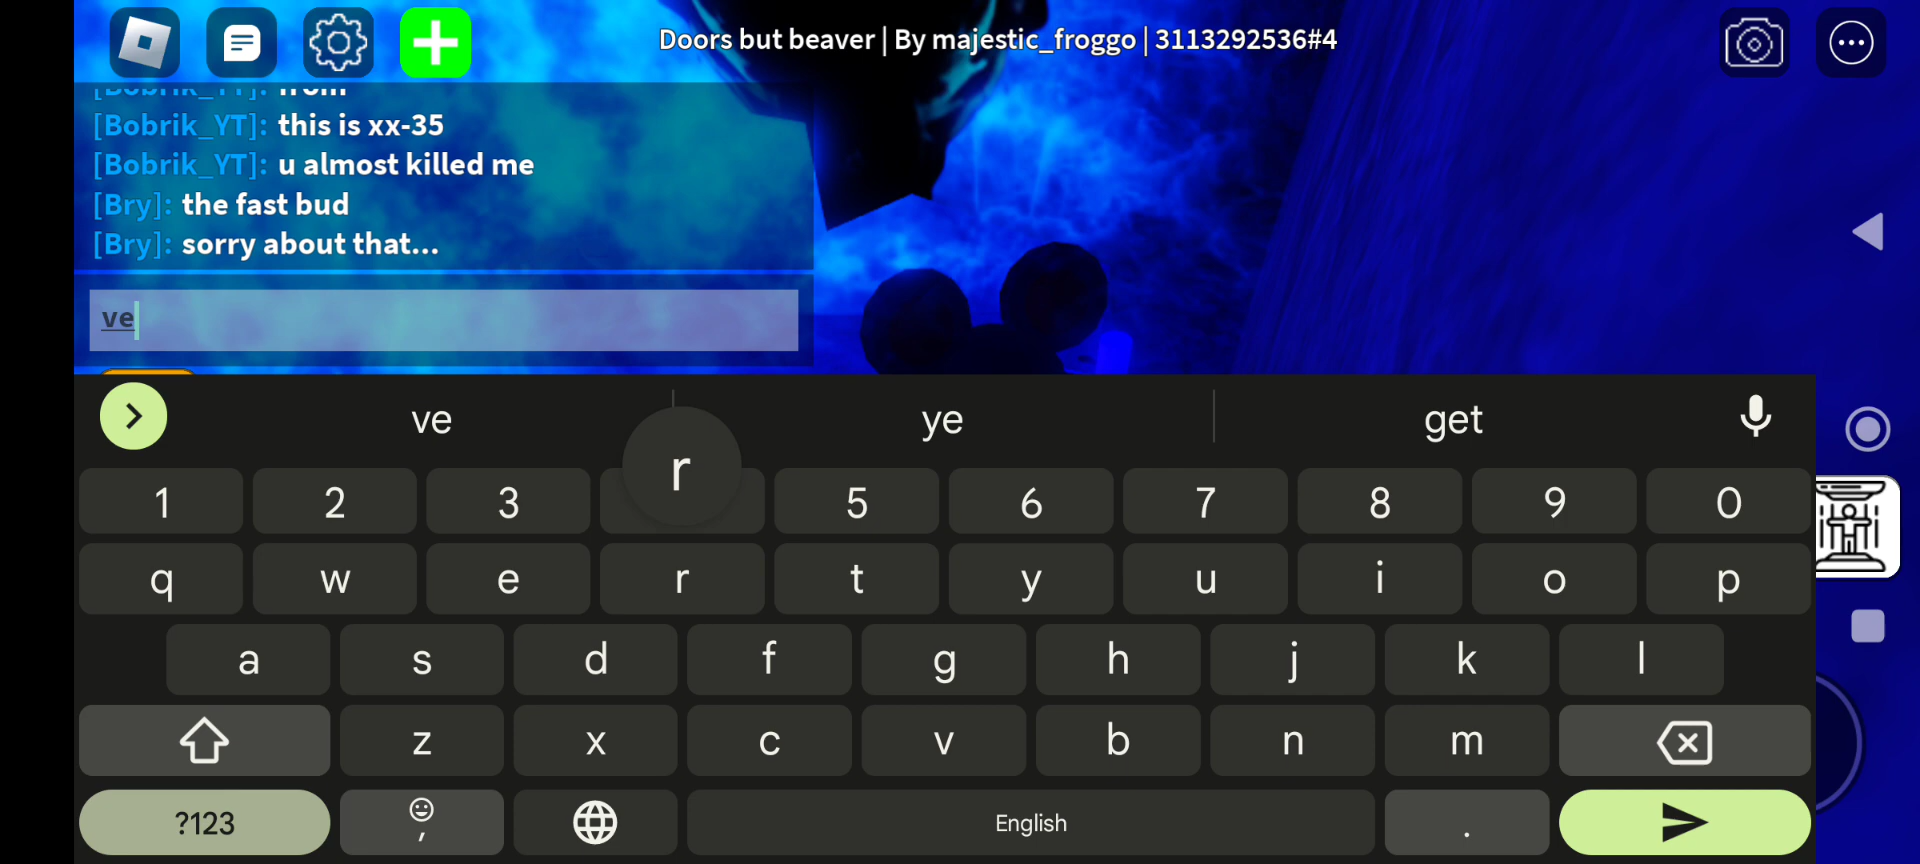 Doors but beaver | By majestic_froggo | 3113292536#4
[Bobrik_YT]: from
[Bobrik_YT]: this is xx-35
[Bobrik_YT]: u almost killed me
[Bry]: the fast bud
[Bry]: sorry about that...
ve
ve ye get
r
1 2 3 5 6 7 8 9 0
q w e r t y u i o p
a s d f g h j k l
z x c v b n m
?123 , English .